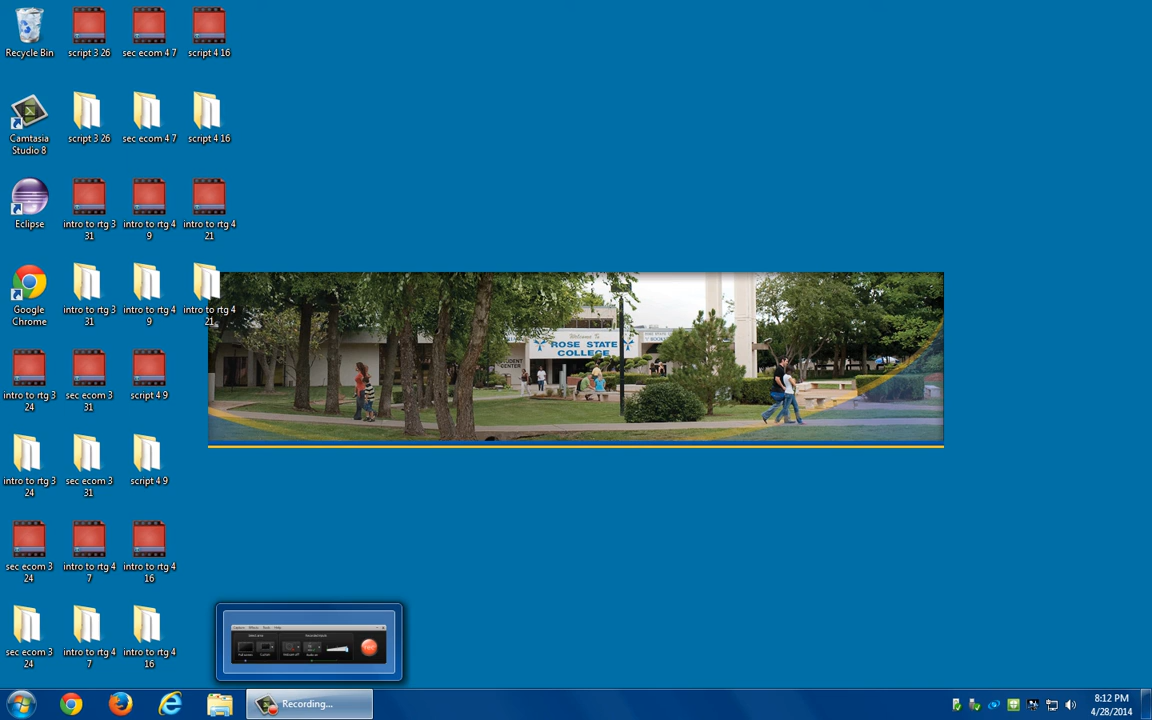 Recycle Bin
script 3 26
sec ecom 4 7
script 4 16
Camtasia
Studio 8
script 3 26
sec ecom 4 7
script 4 16
Eclipse
intro to rtg 3
31
intro to rtg 4
9
intro to rtg 4
21
Google
Chrome
intro to rtg 3
31
intro to rtg 4
9
intro to rtg 4
21
Welcome To
ROSE STATE
COLLEGE
STUDENT
CENTER
intro to rtg 3
24
sec ecom 3
31
script 4 9
intro to rtg 3
24
sec ecom 3
31
script 4 9
sec ecom 3
24
intro to rtg 4
7
intro to rtg 4
16
sec ecom 3
24
intro to rtg 4
7
intro to rtg 4
16
rec
Recording...
8:12 PM
4/28/2014